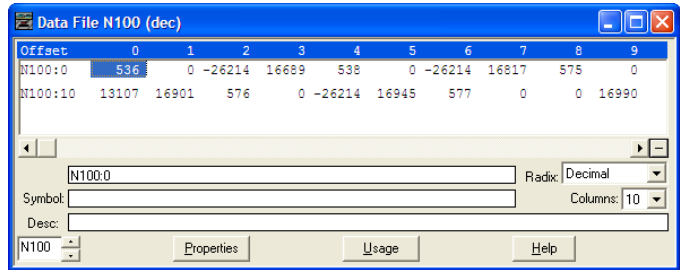 Data File N100 (dec)
Offset 0 1 2 3 4 5 6 7 8 9
N100:0 536 0 -26214 16689 538 0 -26214 16817 575 0
N100:10 13107 16901 576 0 -26214 16945 577 0 0 16990
N100:0
Radix: Decimal
Symbol:
Columns: 10
Desc:
N100
Properties
Usage
Help